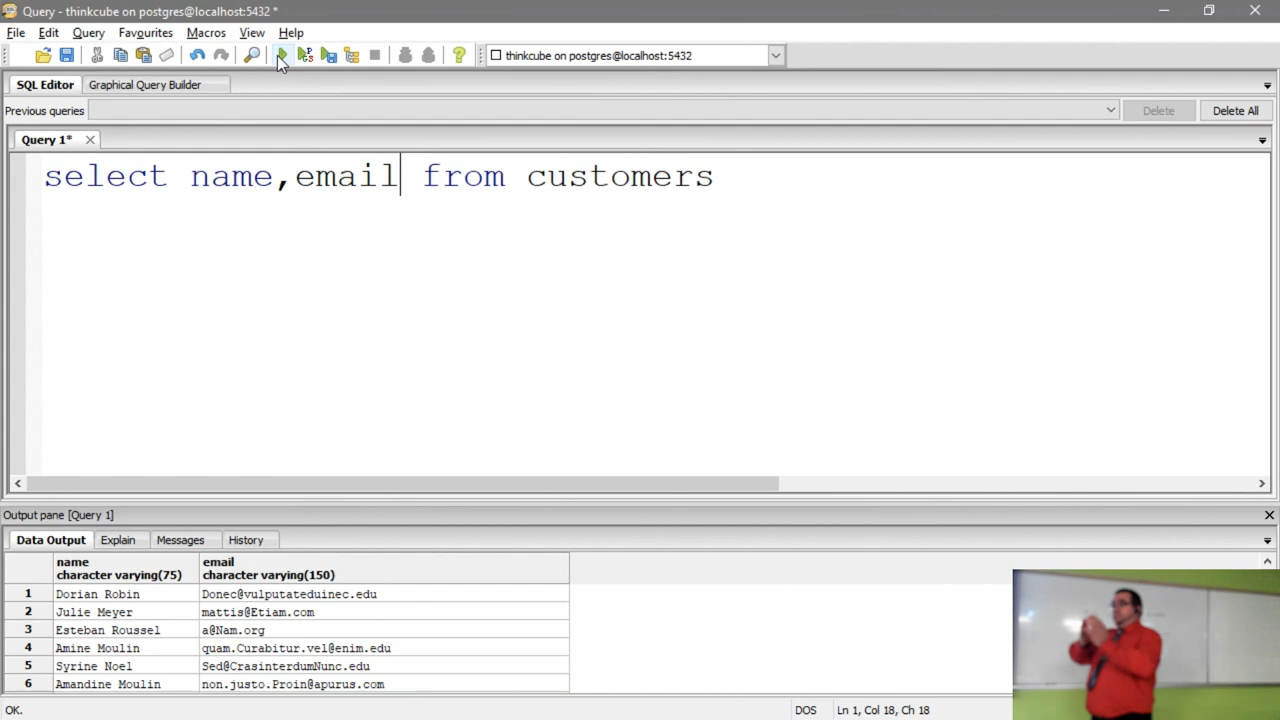 Query - thinkcube on postgres@localhost:5432 *
File Edit Query Favourites Macros View Help
thinkcube on postgres@localhost:5432
SQL Editor Graphical Query Builder
Previous queries Delete Delete All
Query 1*
select name,email from customers
Output pane [Query 1]
Data Output Explain Messages History
name email
character varying(75) character varying(150)
1 Dorian Robin Donec@vulputateduinec.edu
2 Julie Meyer mattis@Etiam.com
3 Esteban Roussel a@Nam.org
4 Amine Moulin quam.Curabitur.vel@enim.edu
5 Syrine Noel Sed@CrasinterdumNunc.edu
6 Amandine Moulin non.justo.Proin@apurus.com
OK. DOS Ln 1, Col 18, Ch 18